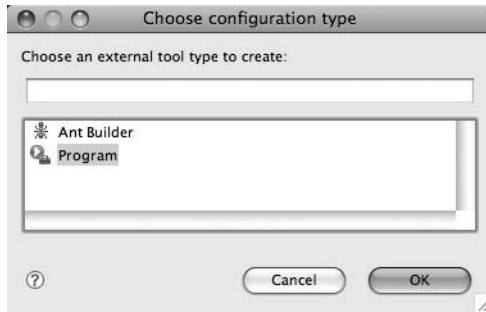 Choose configuration type
Choose an external tool type to create:
Ant Builder
Program
?
Cancel
OK